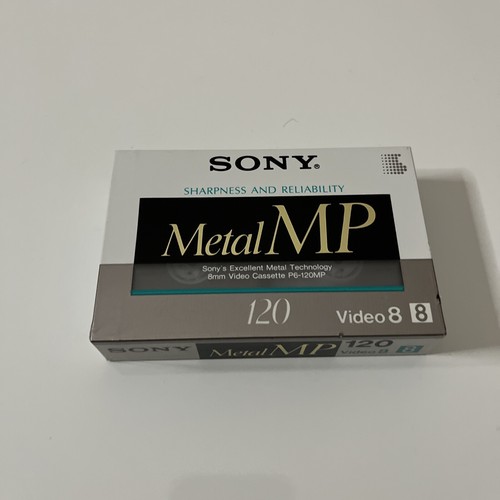 SONY®
SHARPNESS AND RELIABILITY
Metal MP
Sony's Excellent Metal Technology
8mm Video Cassette P6-120MP
120
Video 8 8
SONY Metal MP 120
Video 8 8